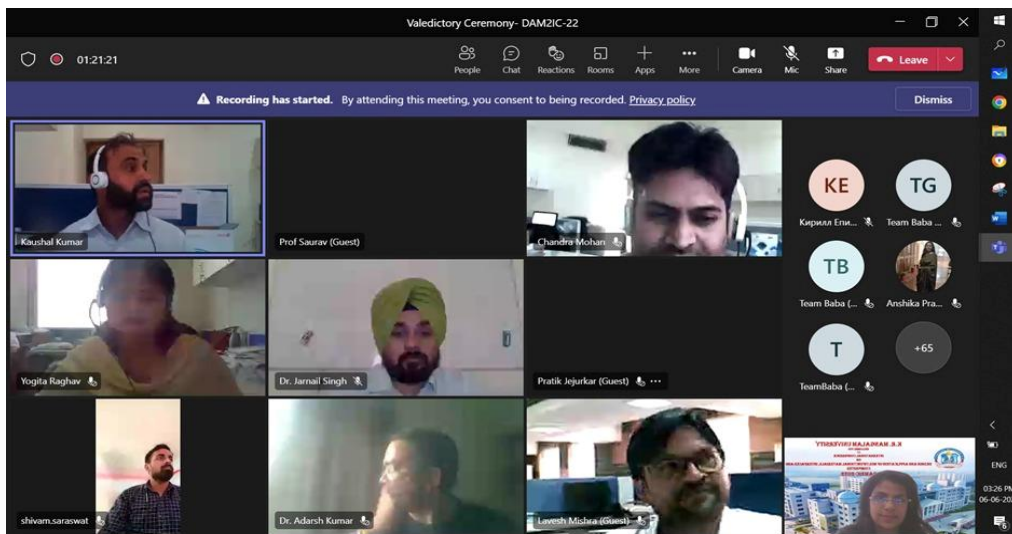 Valedictory Ceremony- DAM2IC-22
01:21:21
People
Chat
Reactions
Rooms
Apps
More
Camera
Mic
Share
Leave
Recording has started. By attending this meeting, you consent to being recorded. Privacy policy
Dismiss
Kaushal Kumar
Prof Saurav (Guest)
Chandra Mohan
KE
Кирилл Епи...
TG
Team Baba ...
Yogita Raghav
Dr. Jarnail Singh
Pratik Jejurkar (Guest)
TB
Team Baba (...
Anshika Pra...
T
TeamBaba (...
+65
shivam.saraswat
Dr. Adarsh Kumar
Lavesh Mishra (Guest)
K.R. MANGALAM UNIVERSITY
ENG
03:26 PM
06-06-20
6